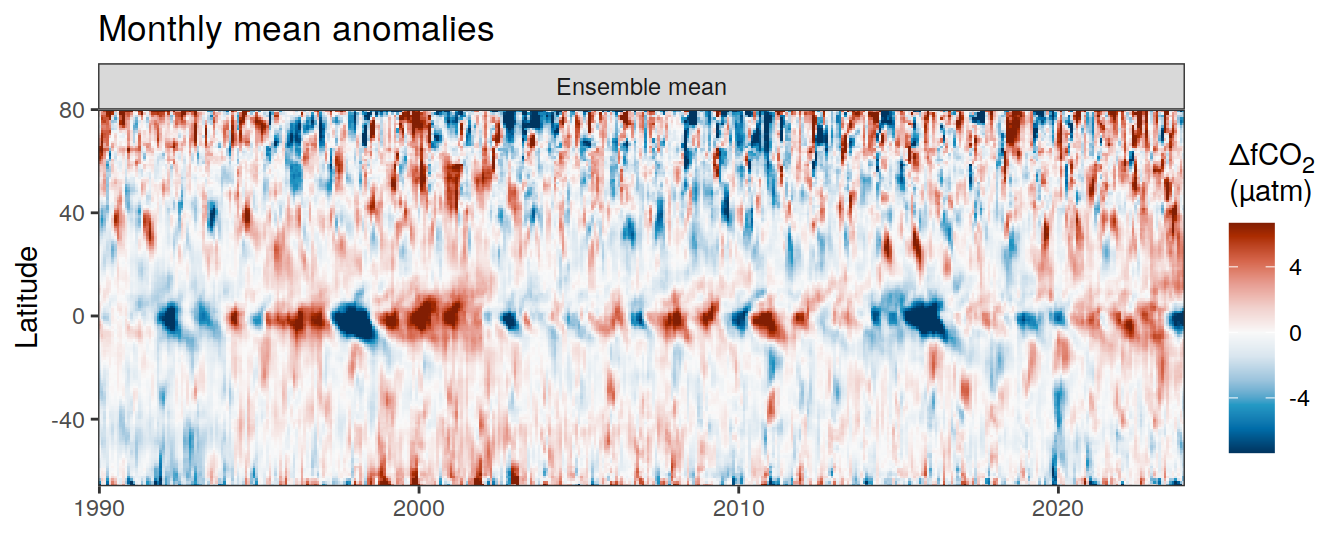 Monthly mean anomalies
Ensemble mean
80
40
0
-40
Latitude
1990 2000 2010 2020
ΔfCO₂
(μatm)
4
0
-4